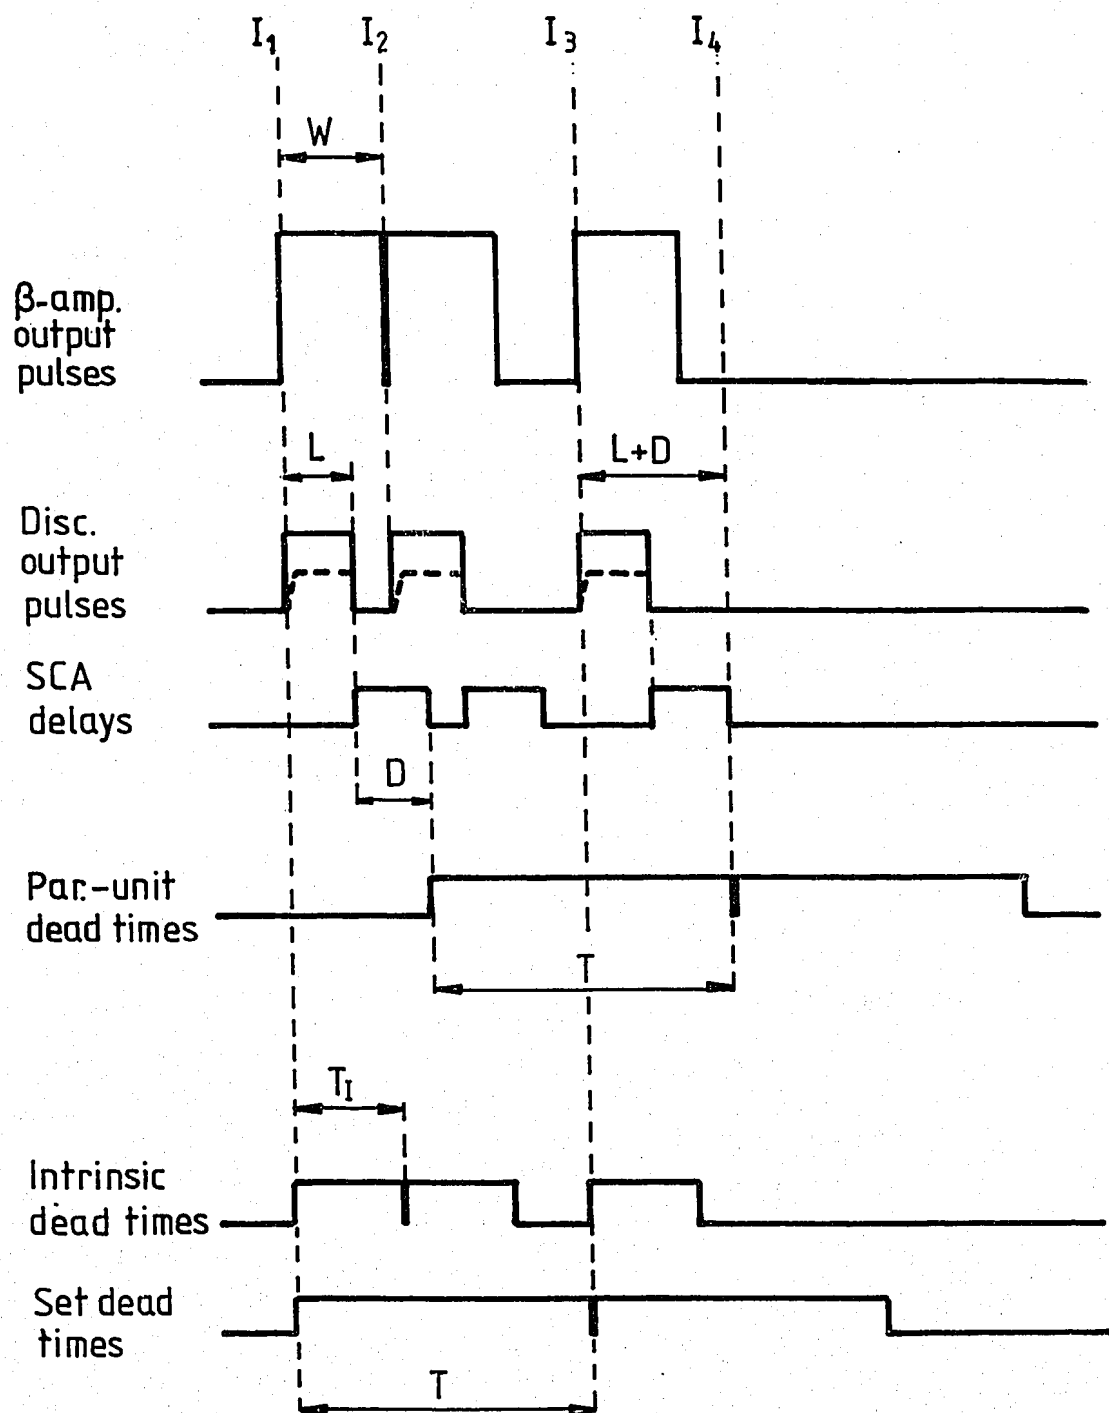 I₁ I₂ I₃ I₄
W
β-amp.
output
pulses
L
L+D
Disc.
output
pulses
SCA
delays
D
Par.-unit
dead times
T
T_I
Intrinsic
dead times
Set dead
times
T